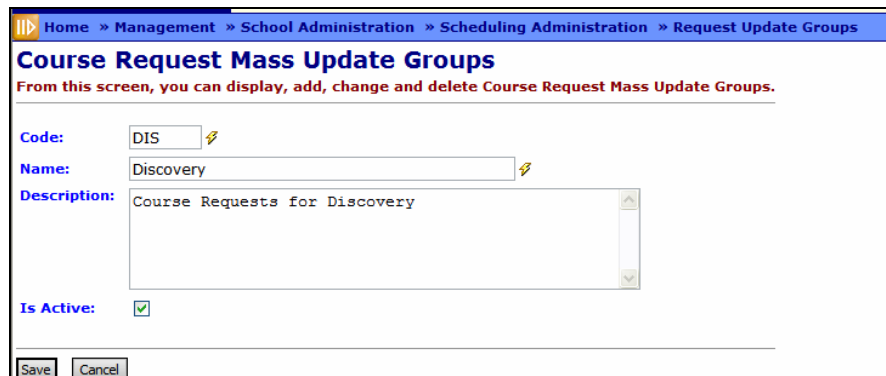 Home » Management » School Administration » Scheduling Administration » Request Update Groups
Course Request Mass Update Groups
From this screen, you can display, add, change and delete Course Request Mass Update Groups.
Code: DIS
Name: Discovery
Description: Course Requests for Discovery
Is Active:
Save Cancel